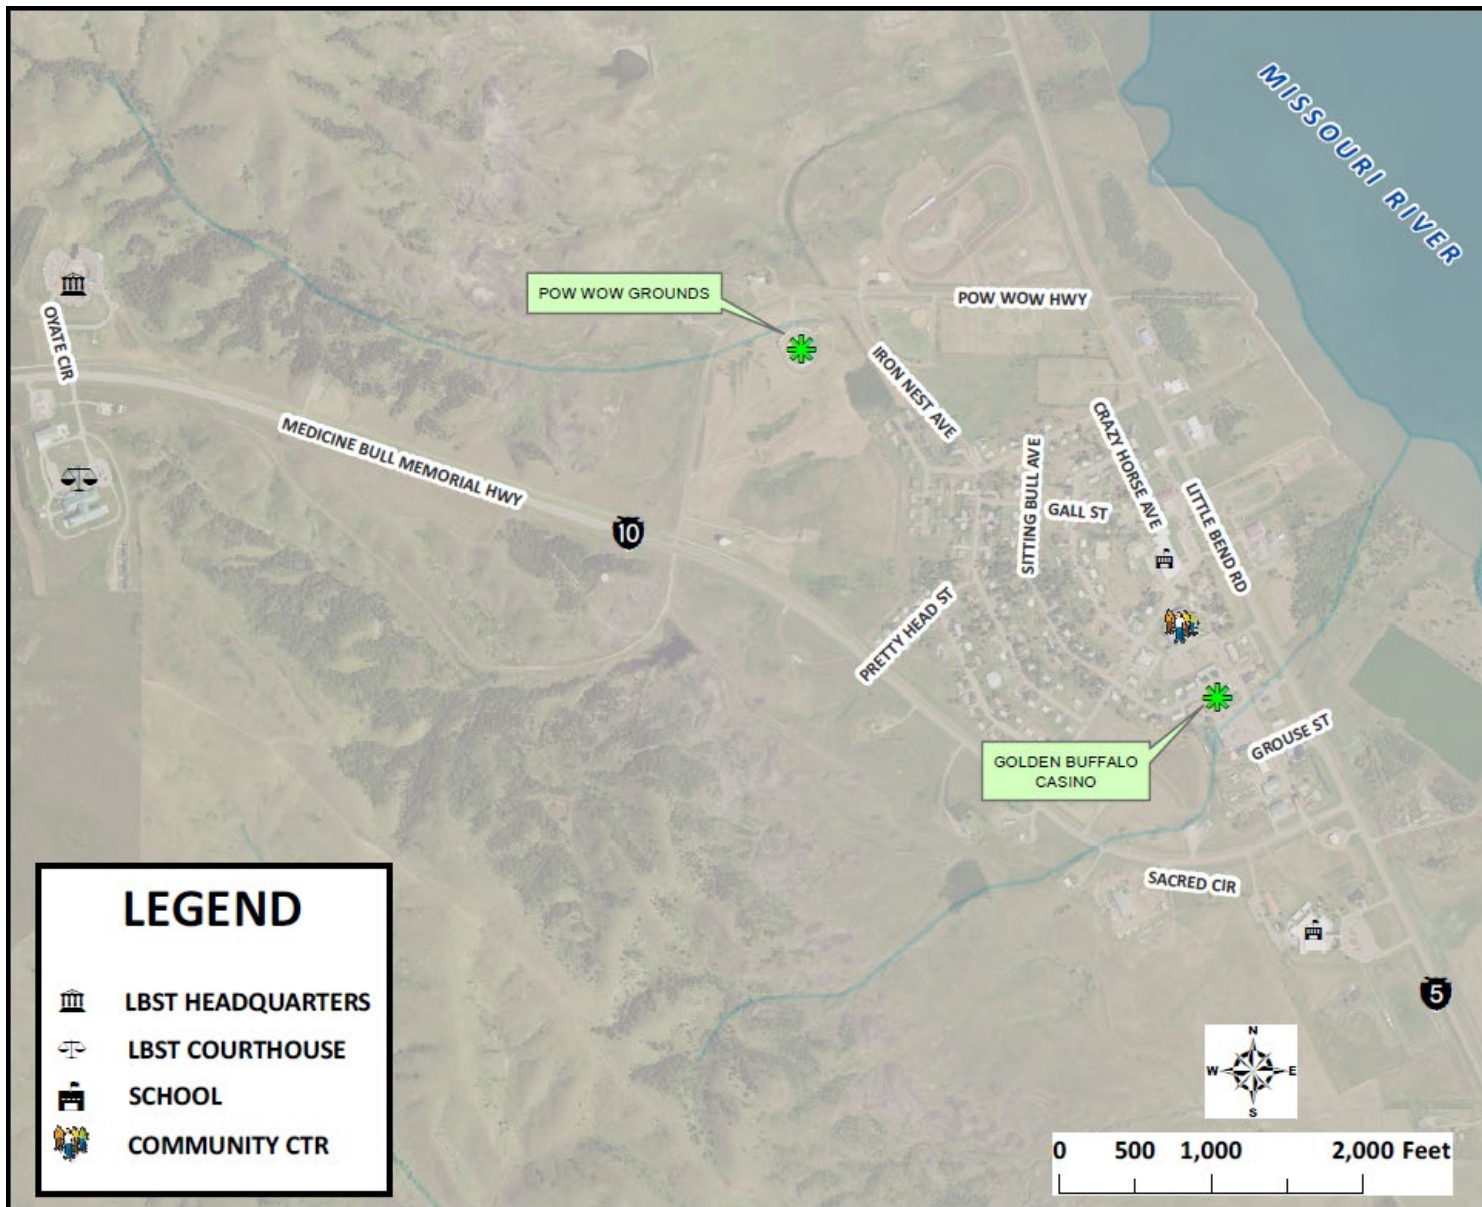 MISSOURI RIVER
POW WOW GROUNDS
POW WOW HWY
OYATE CIR
IRON NEST AVE
MEDICINE BULL MEMORIAL HWY
10
CRAZY HORSE AVE
SITTING BULL AVE
GALL ST
LITTLE BEND RD
PRETTY HEAD ST
GROUSE ST
GOLDEN BUFFALO
CASINO
SACRED CIR
5
LEGEND
LBST HEADQUARTERS
LBST COURTHOUSE
SCHOOL
COMMUNITY CTR
N
W E
S
0 500 1,000 2,000 Feet